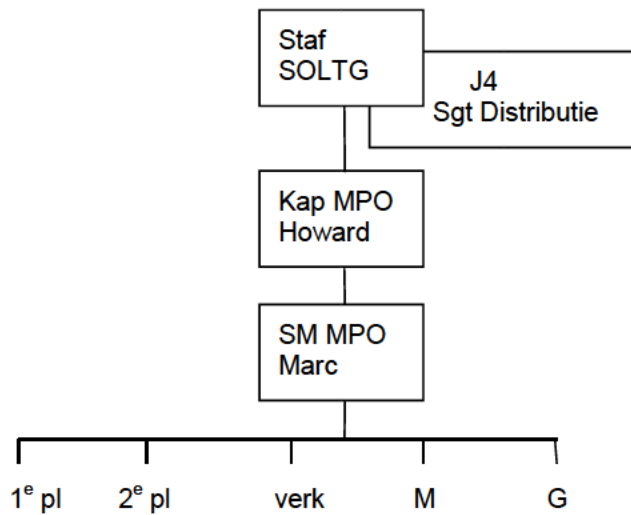 Staf
SOLTG
J4
Sgt Distributie
Kap MPO
Howard
SM MPO
Marc
1e pl 2e pl verk M G